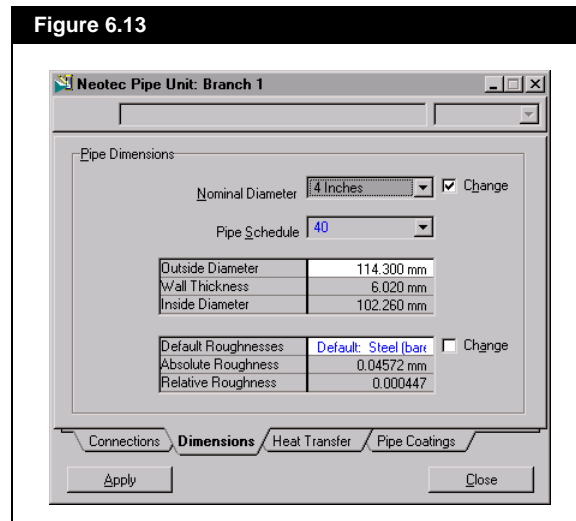 Figure 6.13
Neotec Pipe Unit: Branch 1
Pipe Dimensions
Nominal Diameter 4 Inches Change
Pipe Schedule 40
Outside Diameter 114.300 mm
Wall Thickness 6.020 mm
Inside Diameter 102.260 mm
Default Roughnesses Default: Steel (bare Change
Absolute Roughness 0.04572 mm
Relative Roughness 0.000447
Connections Dimensions Heat Transfer Pipe Coatings
Apply Close